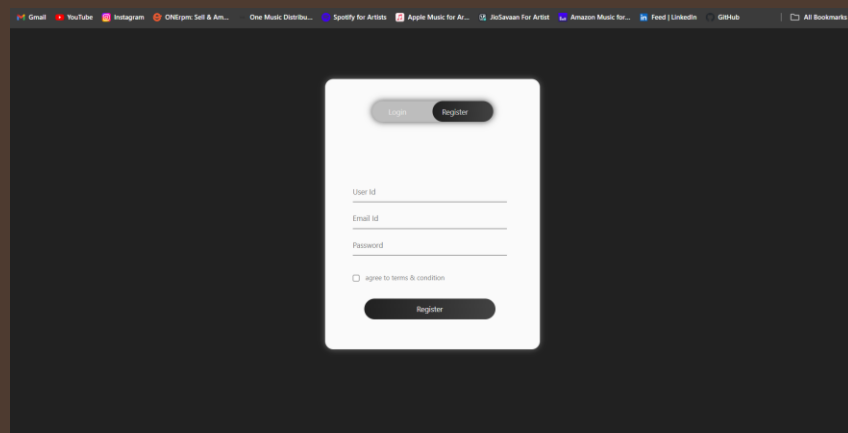 Gmail YouTube Instagram ONErpm: Sell & Am... One Music Distribu... Spotify for Artists Apple Music for Ar... JioSavaan For Artist Amazon Music for... Feed | LinkedIn GitHub All Bookmarks
Login Register
User Id
Email Id
Password
agree to terms & condition
Register